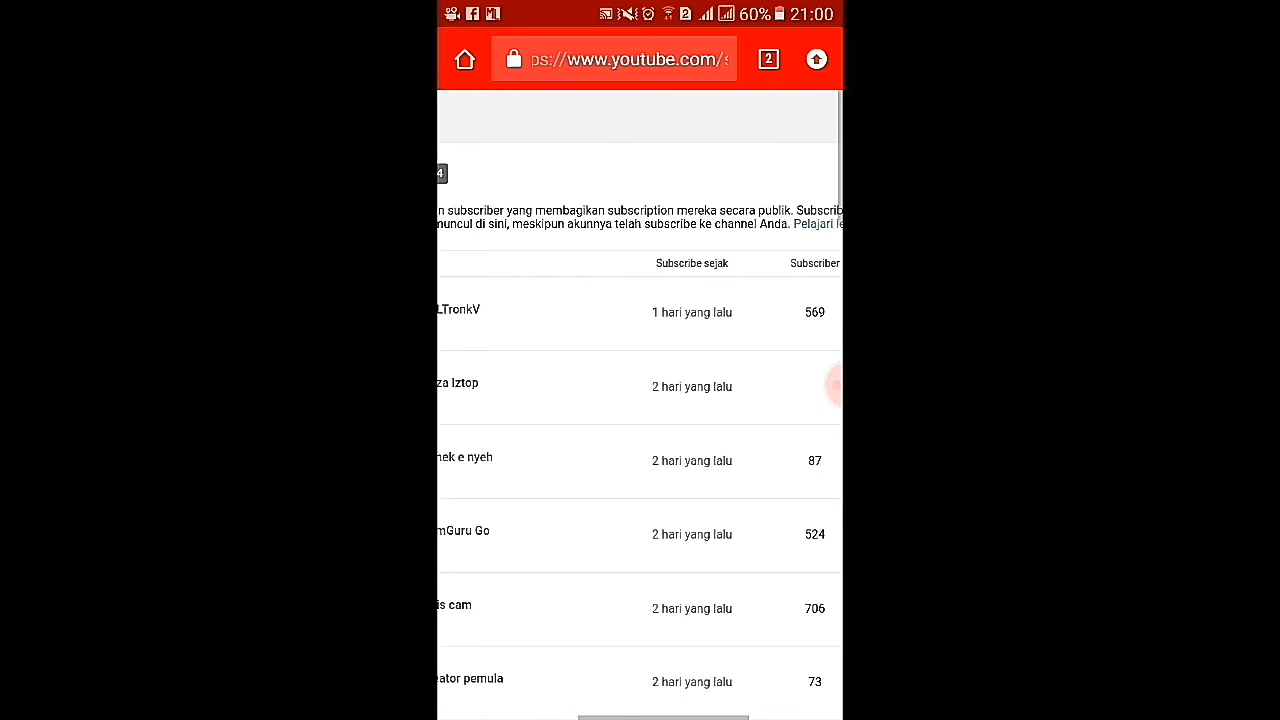 2 60% 21:00
ps://www.youtube.com/s 2
4
n subscriber yang membagikan subscription mereka secara publik. Subscrib
muncul di sini, meskipun akunnya telah subscribe ke channel Anda. Pelajari le
Subscribe sejak Subscriber
LTronkV 1 hari yang lalu 569
za Iztop 2 hari yang lalu
nek e nyeh 2 hari yang lalu 87
mGuru Go 2 hari yang lalu 524
is cam 2 hari yang lalu 706
eator pemula 2 hari yang lalu 73